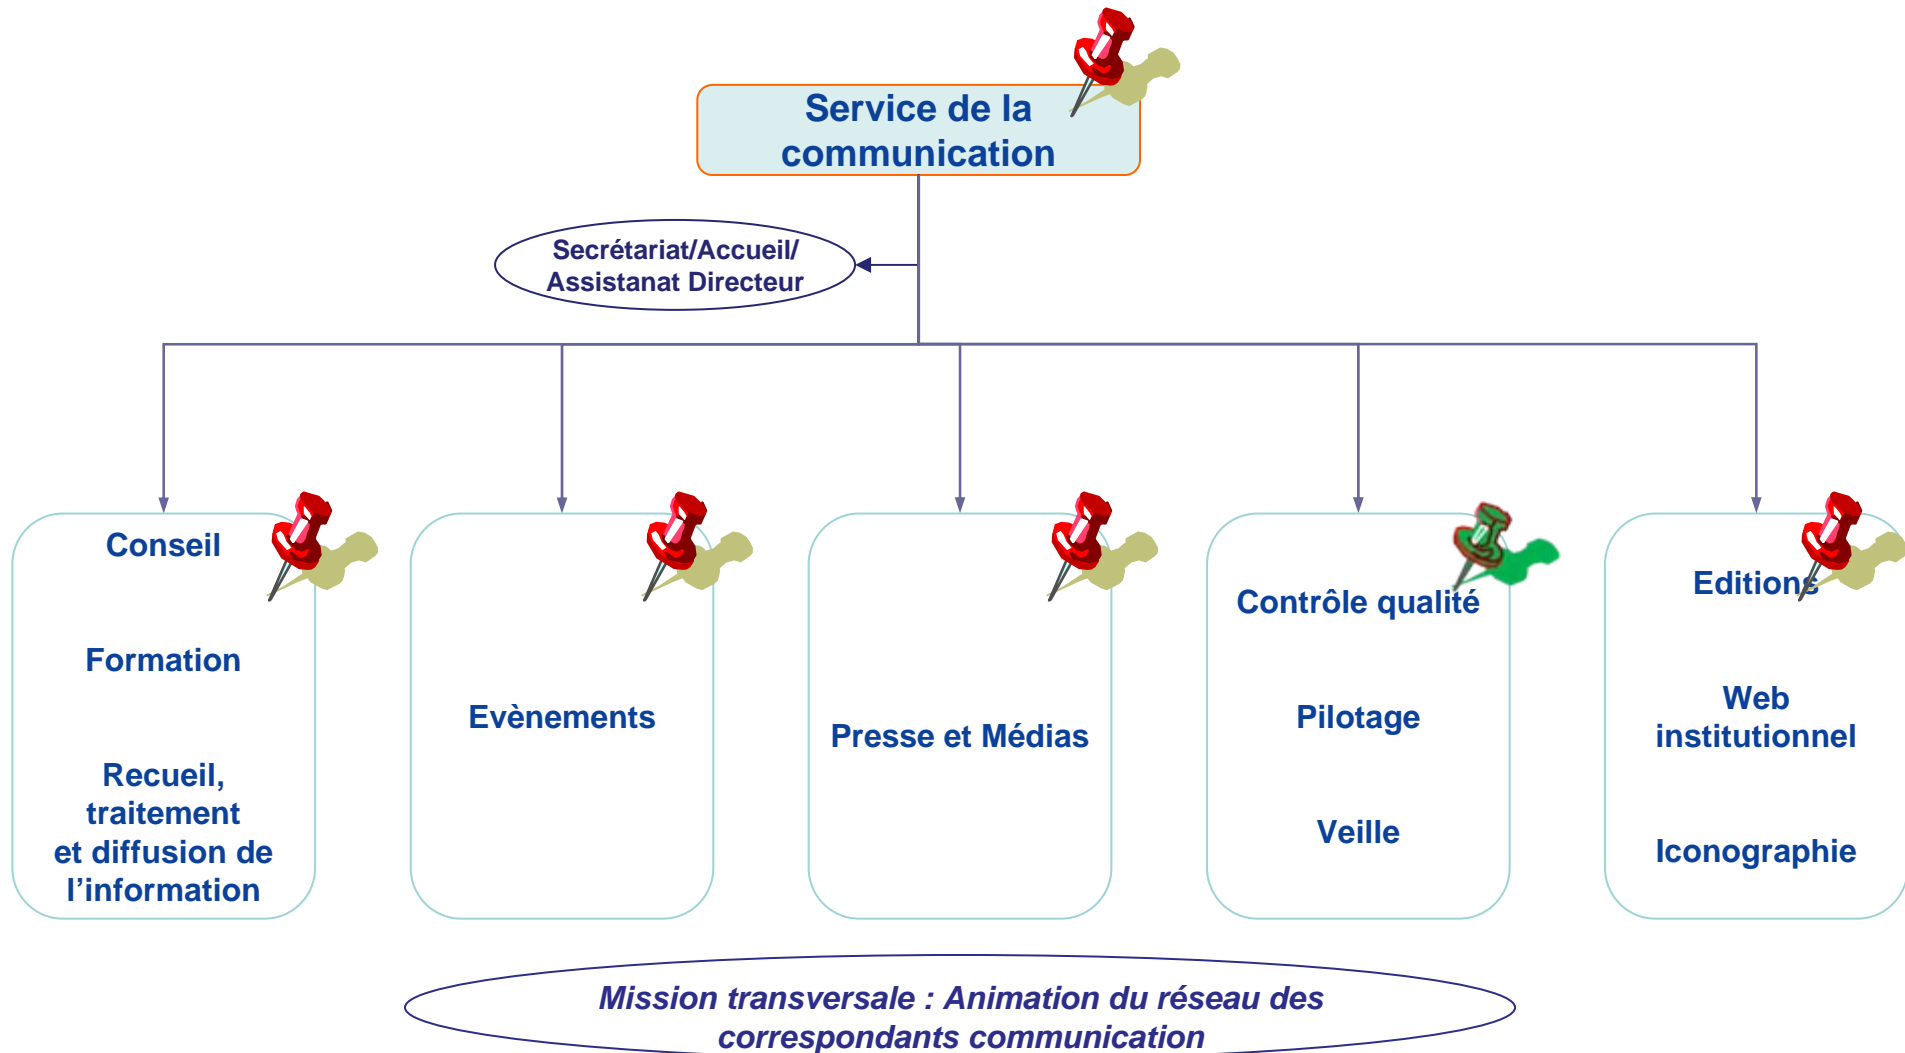 Service de la
communication
Secrétariat/Accueil/
Assistanat Directeur
Conseil
Formation
Recueil,
traitement
et diffusion de
l’information
Evènements
Presse et Médias
Contrôle qualité
Pilotage
Veille
Editions
Web
institutionnel
Iconographie
Mission transversale : Animation du réseau des
correspondants communication